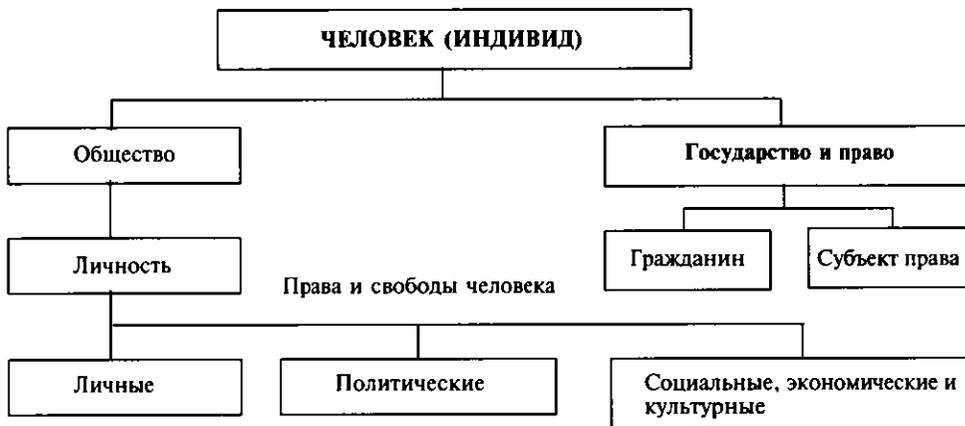 ЧЕЛОВЕК (ИНДИВИД)
Общество
Государство и право
Личность
Гражданин
Субъект права
Права и свободы человека
Личные
Политические
Социальные, экономические и
культурные